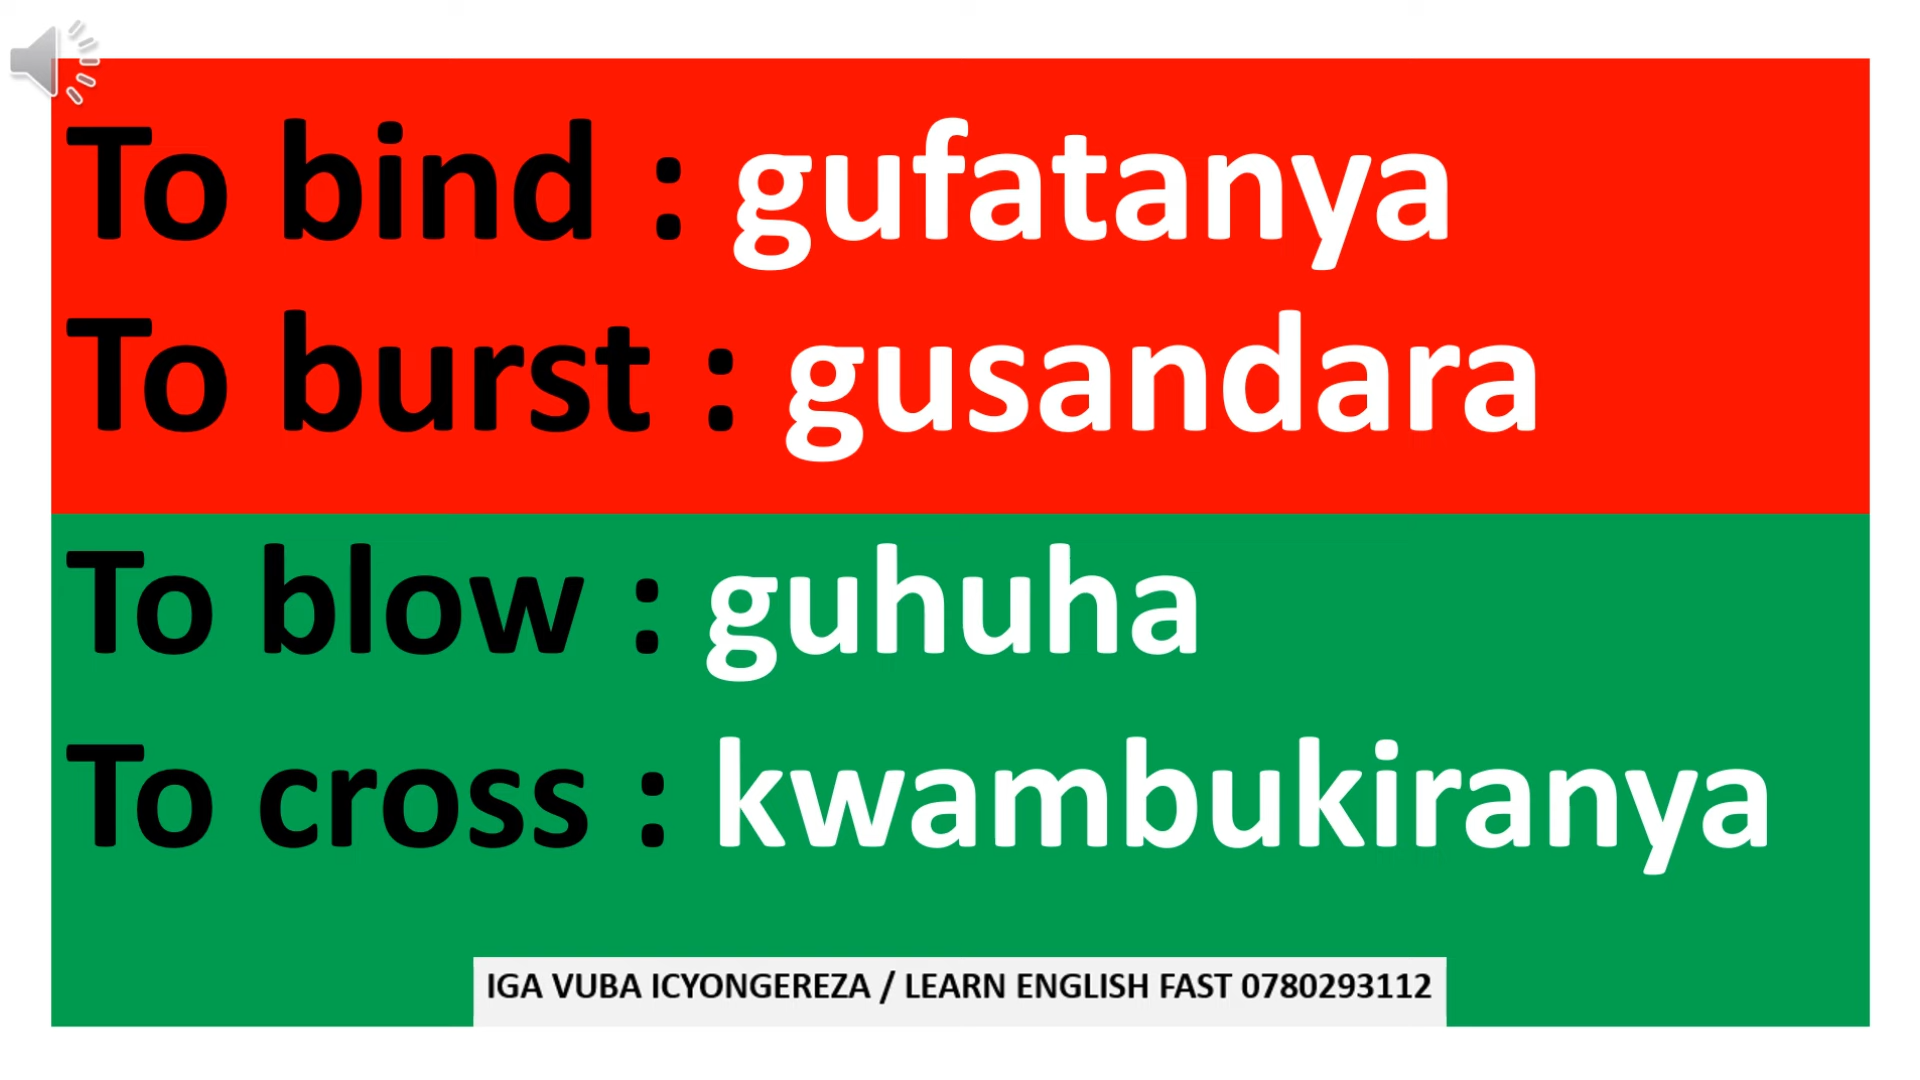 To bind : gufatanya
To burst : gusandara
To blow : guhuha
To cross : kwambukiranya
IGA VUBA ICYONGEREZA / LEARN ENGLISH FAST 0780293112